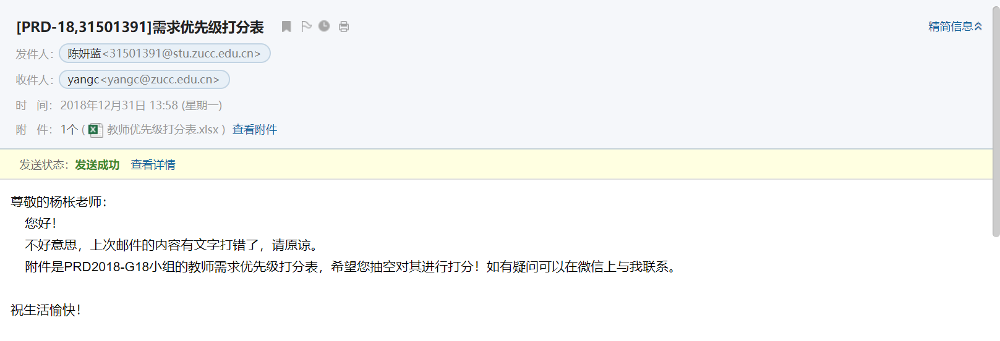 [PRD-18,31501391]需求优先级打分表
精简信息
发件人：陈妍蓝<31501391@stu.zucc.edu.cn>
收件人：yangc<yangc@zucc.edu.cn>
时 间：2018年12月31日 13:58 (星期一)
附 件：1个 ( 教师优先级打分表.xlsx ) 查看附件
发送状态：发送成功 查看详情
尊敬的杨枨老师：
您好！
不好意思，上次邮件的内容有文字打错了，请原谅。
附件是PRD2018-G18小组的教师需求优先级打分表，希望您抽空对其进行打分！如有疑问可以在微信上与我联系。
祝生活愉快！